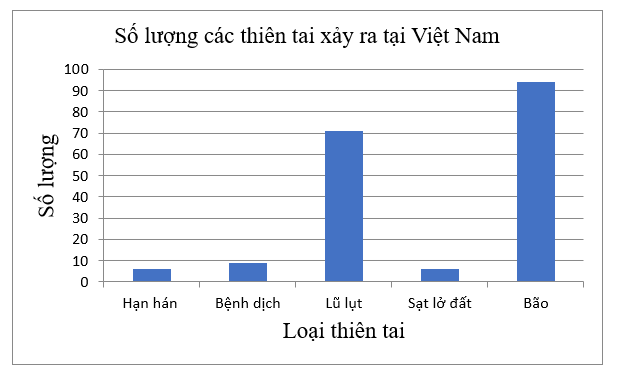 Số lượng các thiên tai xảy ra tại Việt Nam
Số lượng
100
90
80
70
60
50
40
30
20
10
0
Hạn hán Bệnh dịch Lũ lụt Sạt lở đất Bão
Loại thiên tai